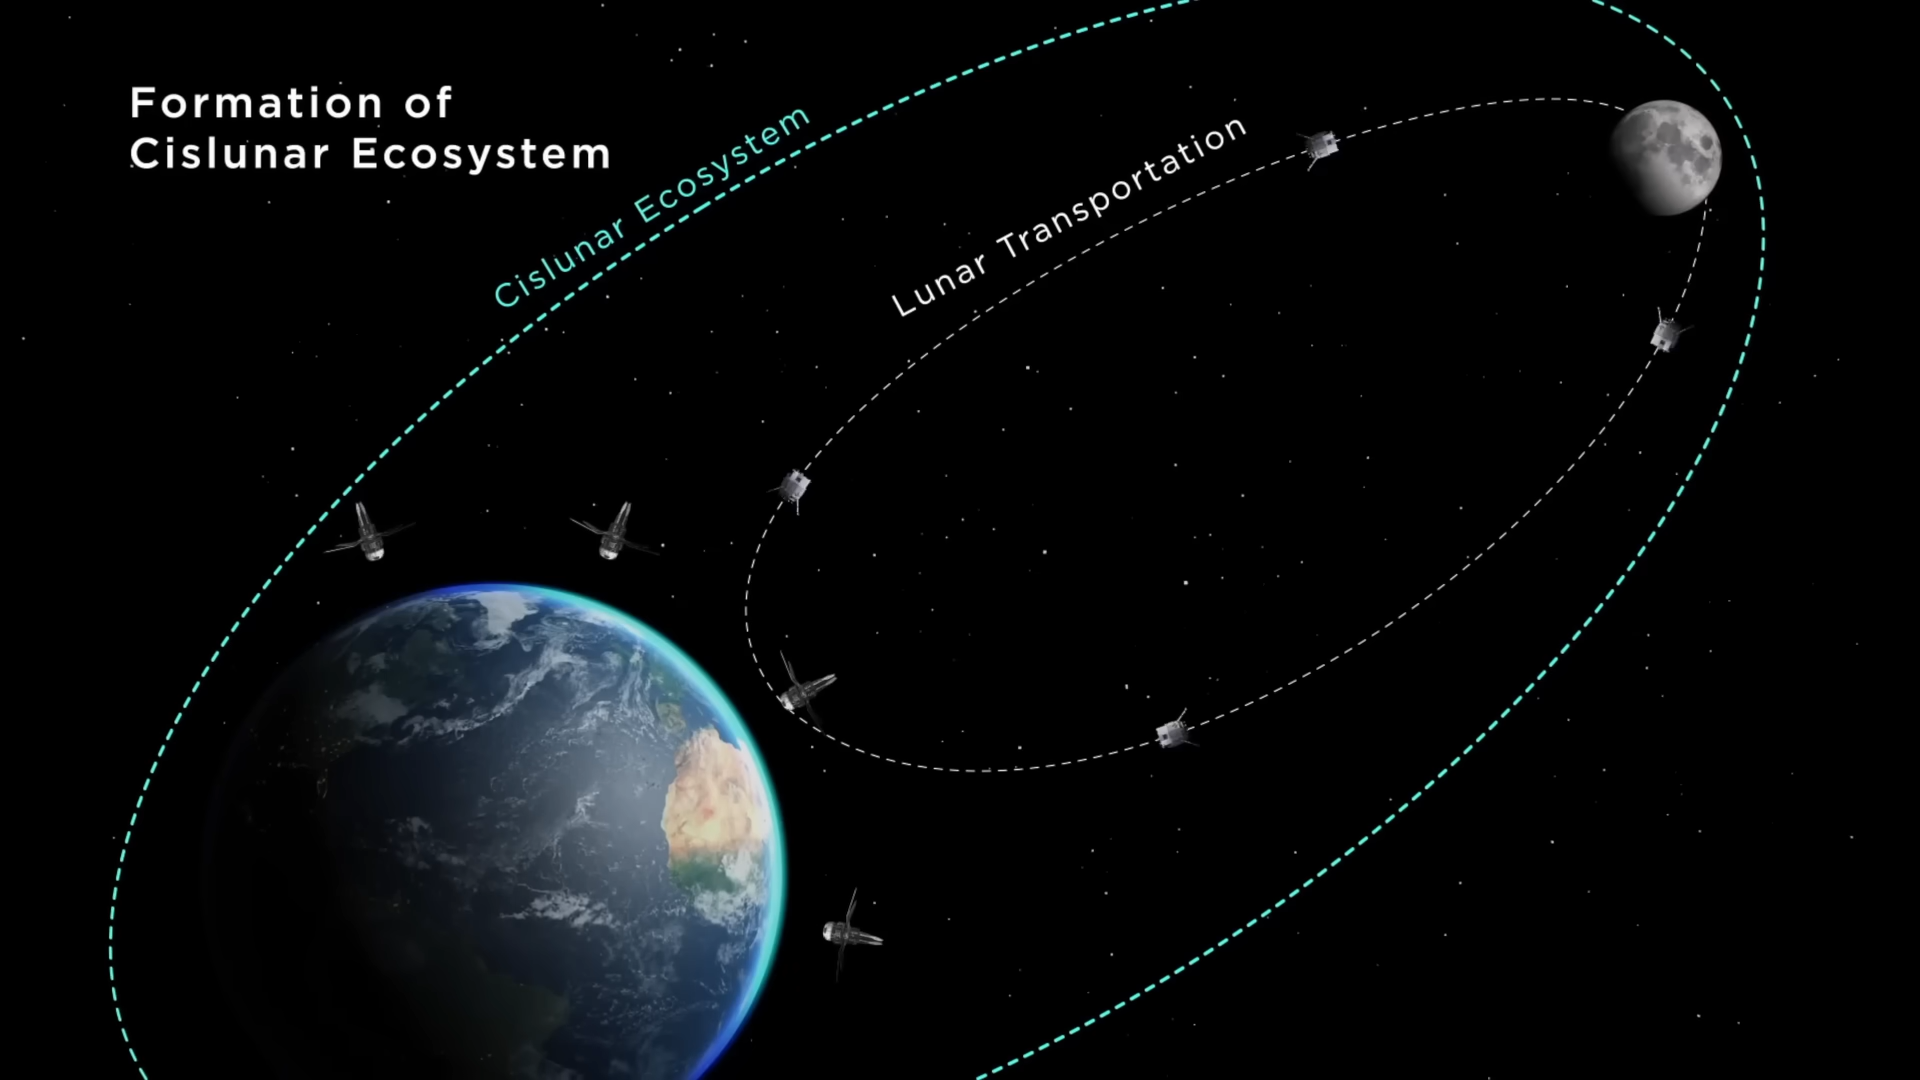 Formation of
Cislunar Ecosystem
Cislunar Ecosystem
Lunar Transportation